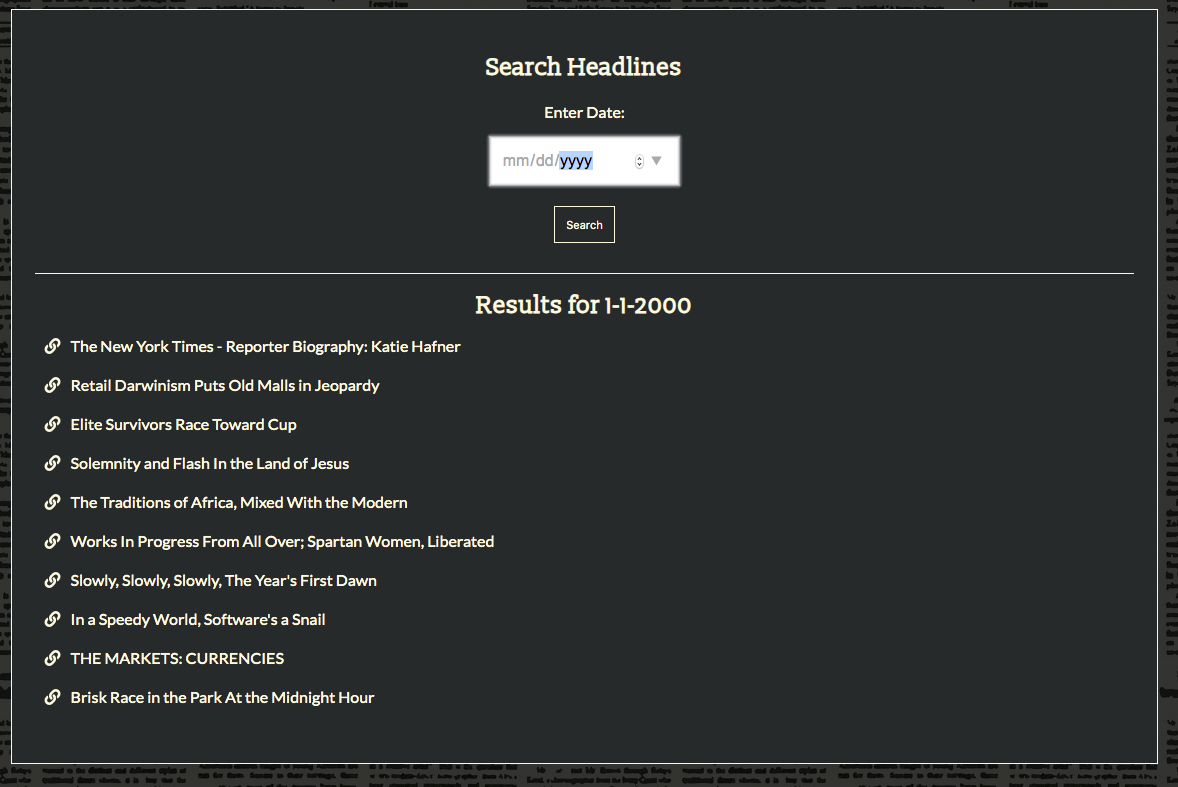 Search Headlines
Enter Date:
mm/dd/yyyy
Search
Results for 1-1-2000
The New York Times - Reporter Biography: Katie Hafner
Retail Darwinism Puts Old Malls in Jeopardy
Elite Survivors Race Toward Cup
Solemnity and Flash In the Land of Jesus
The Traditions of Africa, Mixed With the Modern
Works In Progress From All Over; Spartan Women, Liberated
Slowly, Slowly, Slowly, The Year's First Dawn
In a Speedy World, Software's a Snail
THE MARKETS: CURRENCIES
Brisk Race in the Park At the Midnight Hour